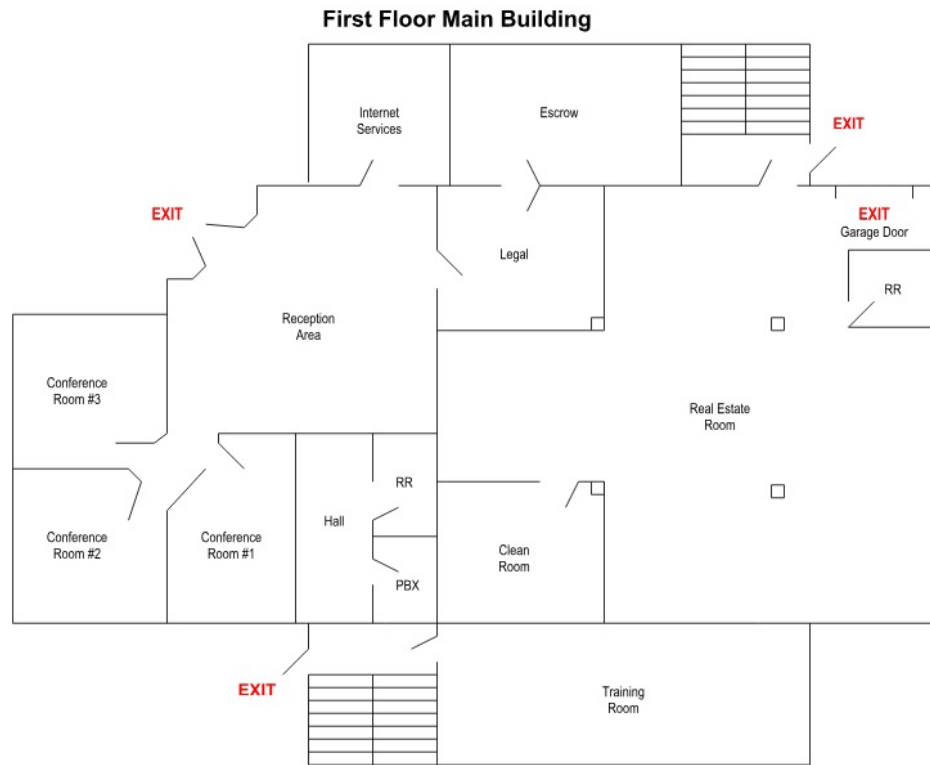 First Floor Main Building
Internet
Services
Escrow
EXIT
EXIT
EXIT
Garage Door
Legal
RR
Reception
Area
Conference
Room #3
Real Estate
Room
RR
Hall
Conference
Room #2
Conference
Room #1
Clean
Room
PBX
EXIT
Training
Room